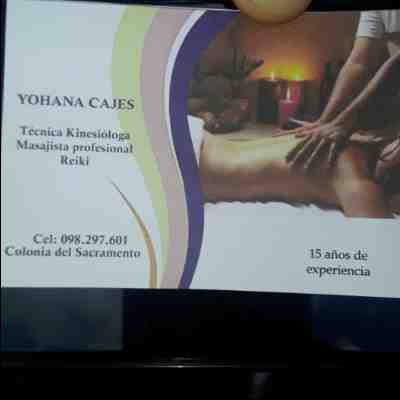 YOHANA CAJES
Técnica Kinesióloga
Masajista profesional
Reiki
Cel: 098.297.601
Colonia del Sacramento
15 años de
experiencia